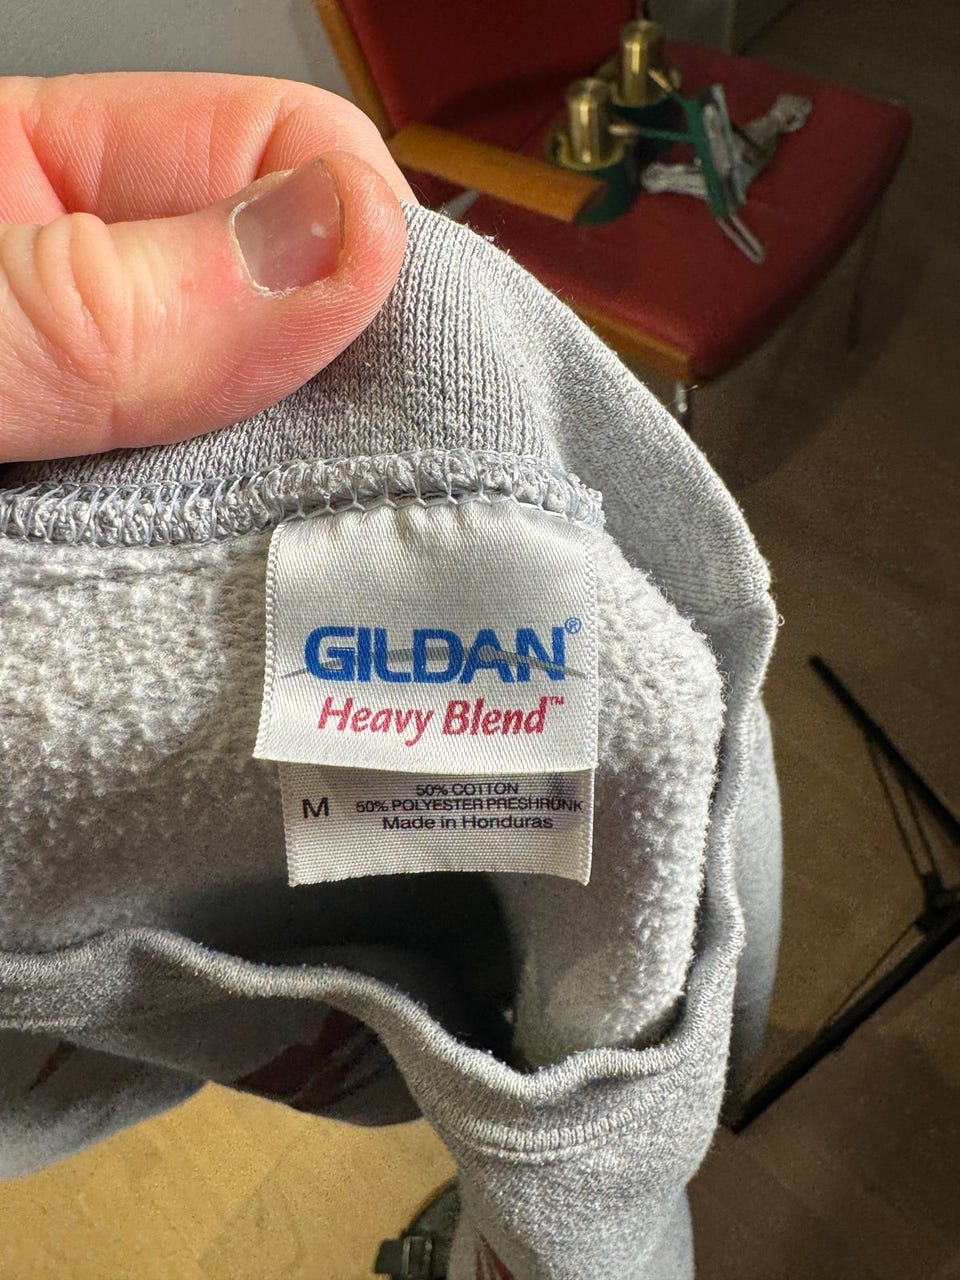 GILDAN®
Heavy Blend™
M
50% COTTON
50% POLYESTER PRESHRUNK
Made in Honduras